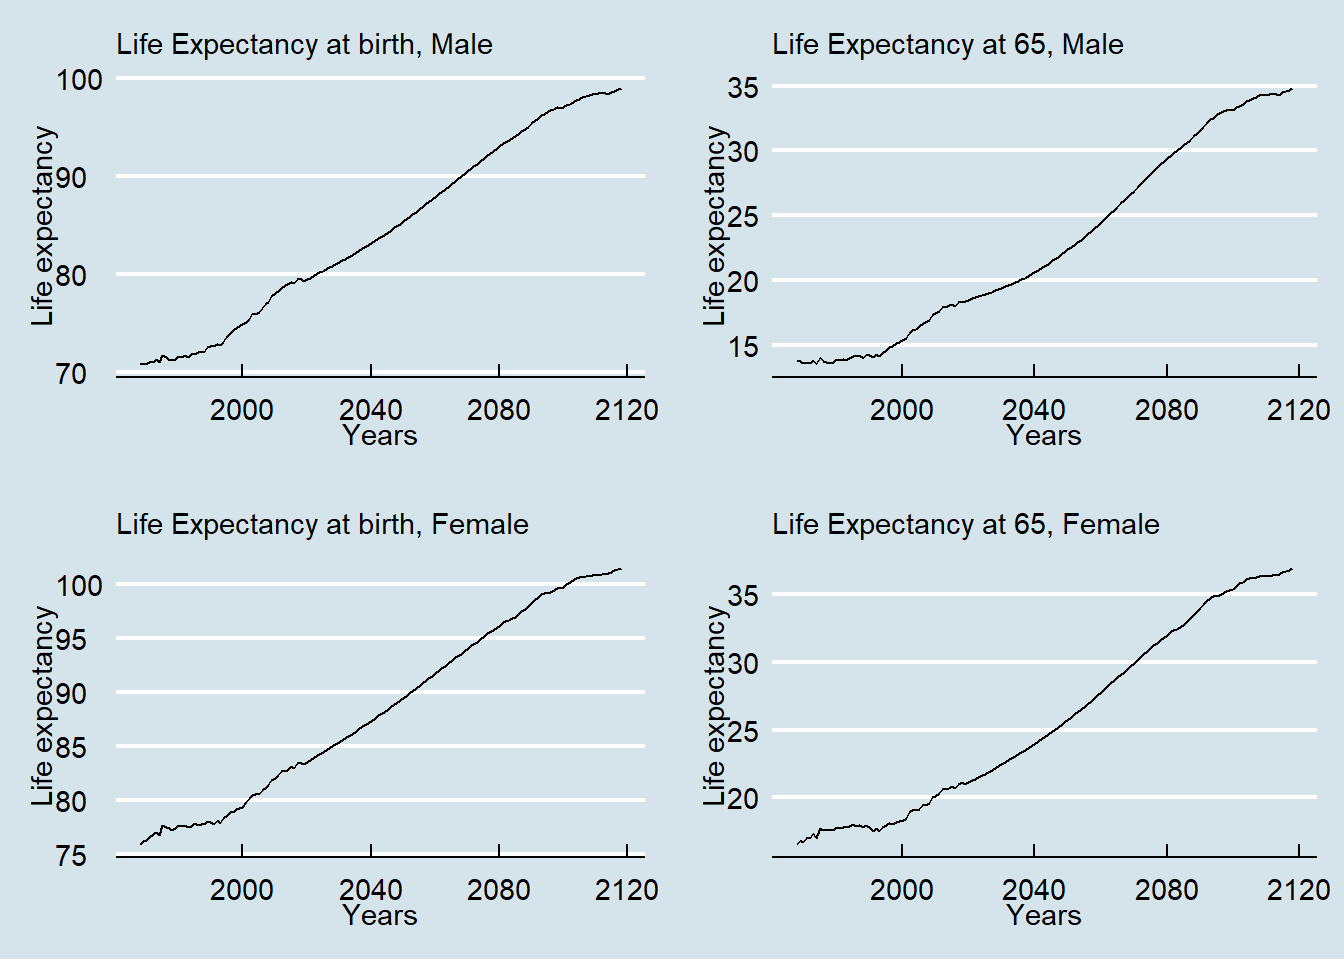 Life Expectancy at birth, Male
Life expectancy
100
90
80
70
2000 2040 2080 2120
Years
Life Expectancy at 65, Male
Life expectancy
35
30
25
20
15
2000 2040 2080 2120
Years
Life Expectancy at birth, Female
Life expectancy
100
95
90
85
80
75
2000 2040 2080 2120
Years
Life Expectancy at 65, Female
Life expectancy
35
30
25
20
2000 2040 2080 2120
Years